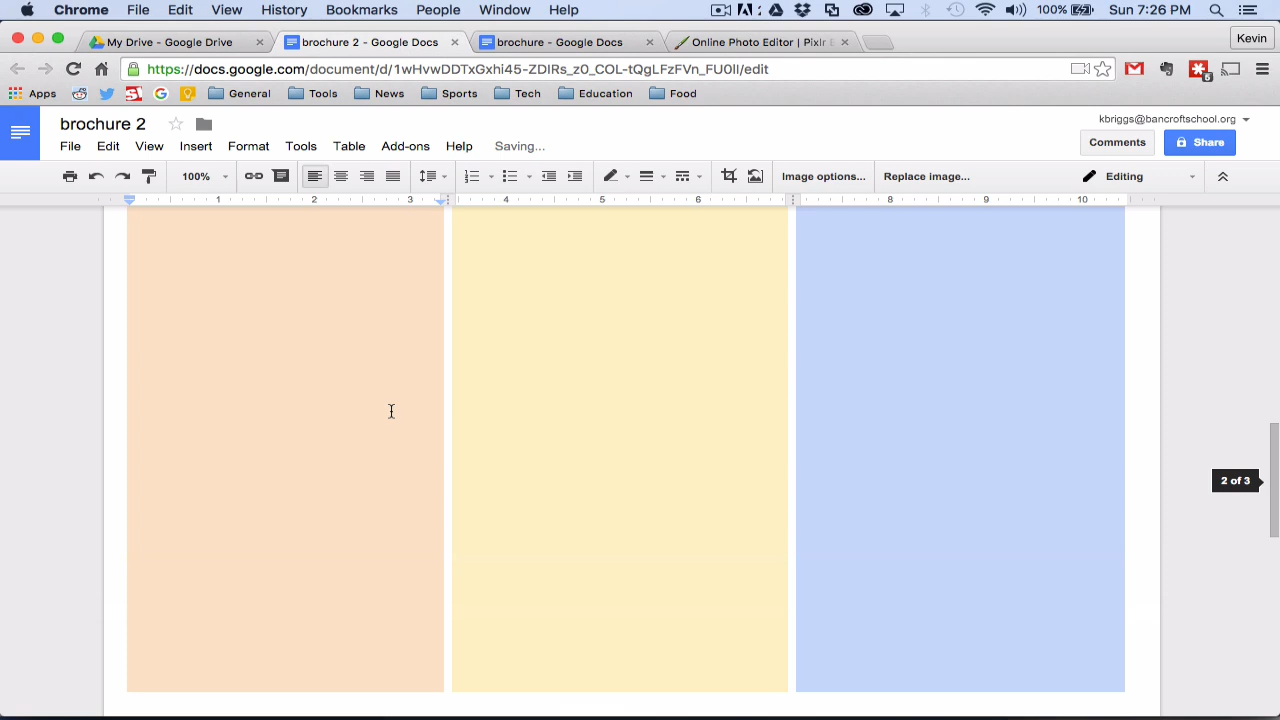 Chrome File Edit View History Bookmarks People Window Help 100% Sun 7:26 PM
My Drive - Google Drive brochure 2 - Google Docs brochure - Google Docs Online Photo Editor | Pixlr E Kevin
https://docs.google.com/document/d/1wHvwDDTxGxhi45-ZDIRs_z0_COL-tQgLFzFVn_FU0lI/edit
Apps General Tools News Sports Tech Education Food
brochure 2
kbriggs@bancroftschool.org
File Edit View Insert Format Tools Table Add-ons Help Saving...
Comments Share
100% Image options... Replace image... Editing
1 2 3 4 5 6 8 9 10
2 of 3